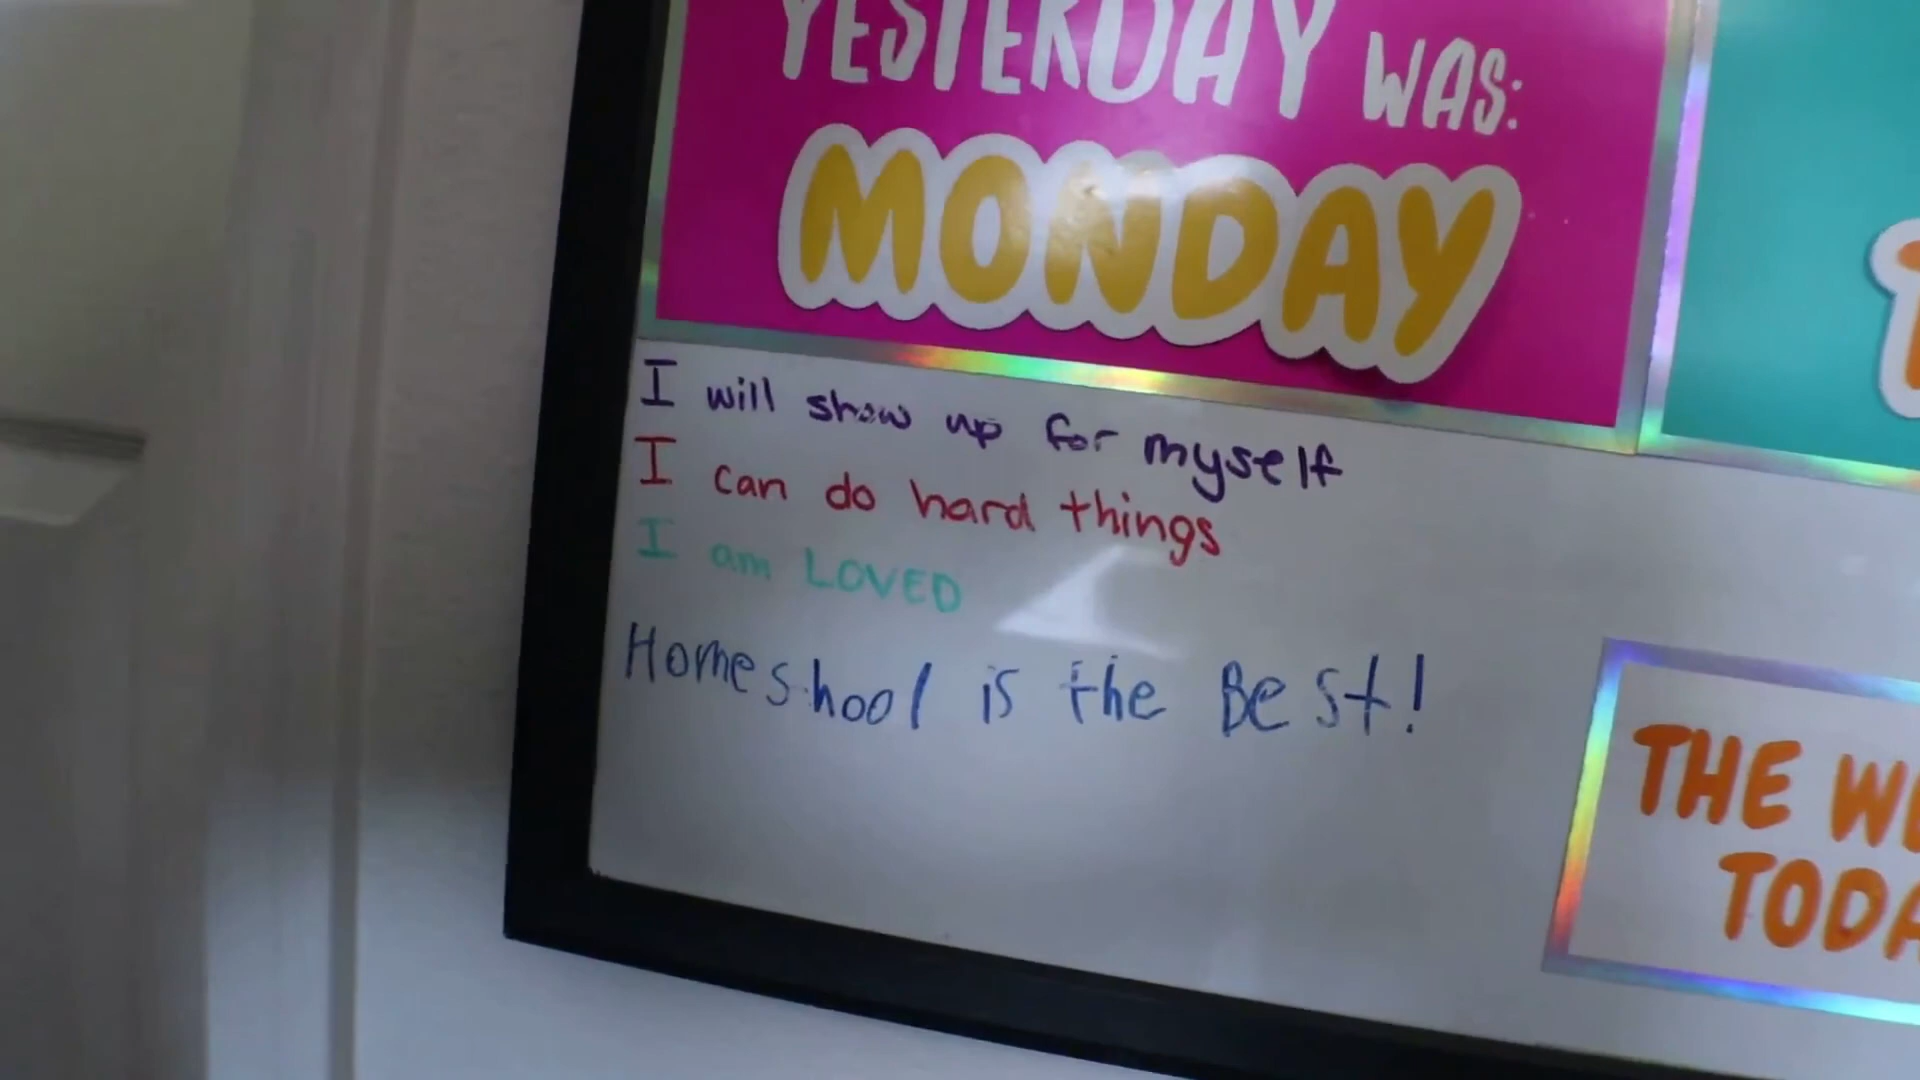 YESTERDAY WAS:
MONDAY
I will show up for myself
I can do hard things
I am LOVED
Homeshool is the Best!
THE
TODA